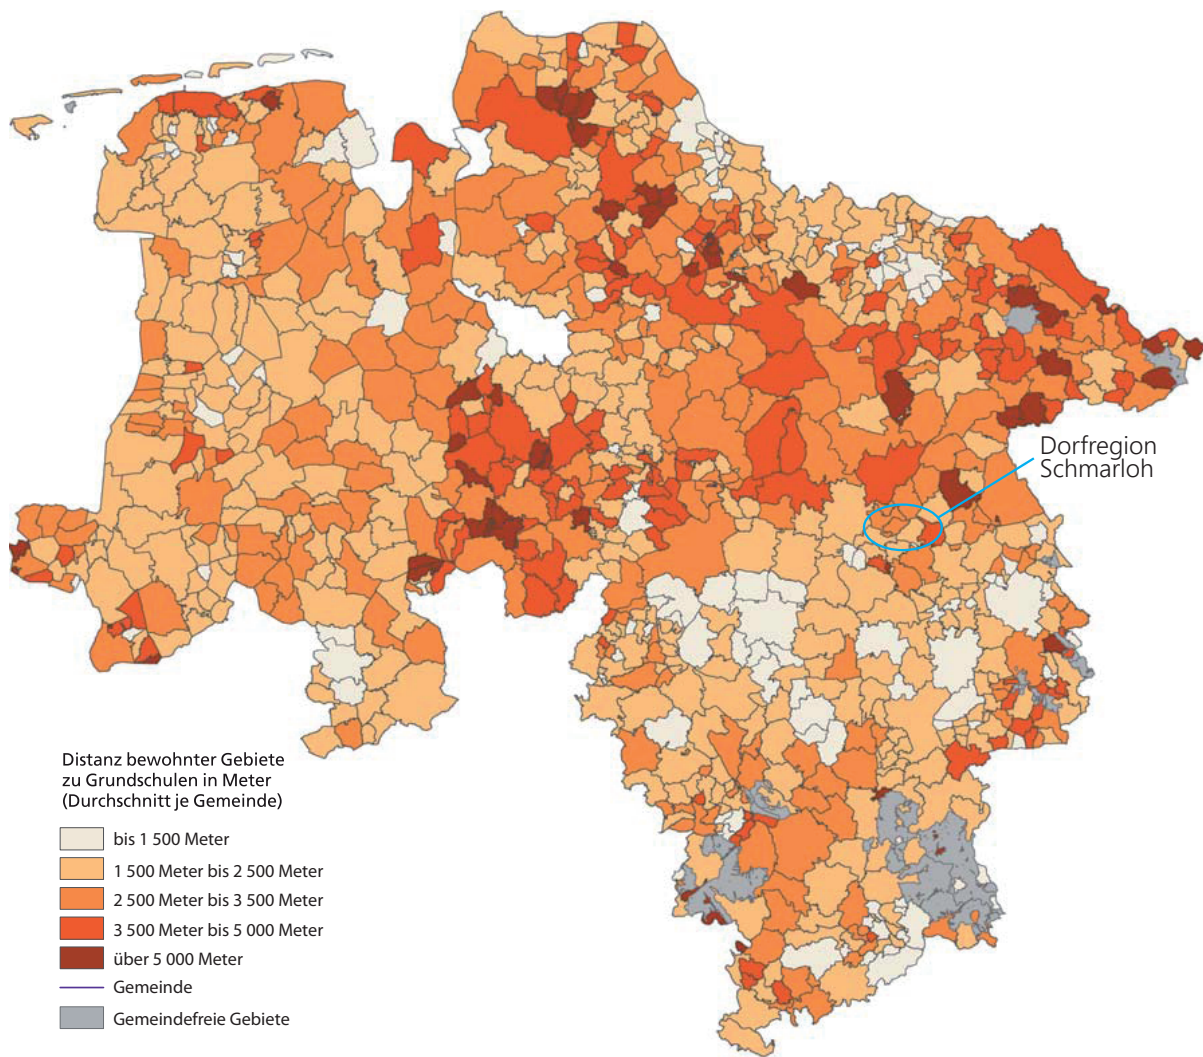 Dorfregion
Schmarloh
Distanz bewohnter Gebiete
zu Grundschulen in Meter
(Durchschnitt je Gemeinde)
bis 1 500 Meter
1 500 Meter bis 2 500 Meter
2 500 Meter bis 3 500 Meter
3 500 Meter bis 5 000 Meter
über 5 000 Meter
Gemeinde
Gemeindefreie Gebiete